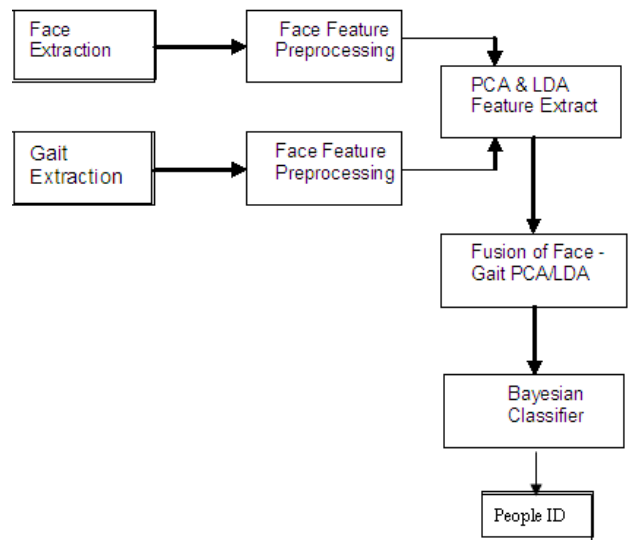 Face
Extraction
Face Feature
Preprocessing
PCA & LDA
Feature Extract
Gait
Extraction
Face Feature
Preprocessing
Fusion of Face -
Gait PCA/LDA
Bayesian
Classifier
People ID